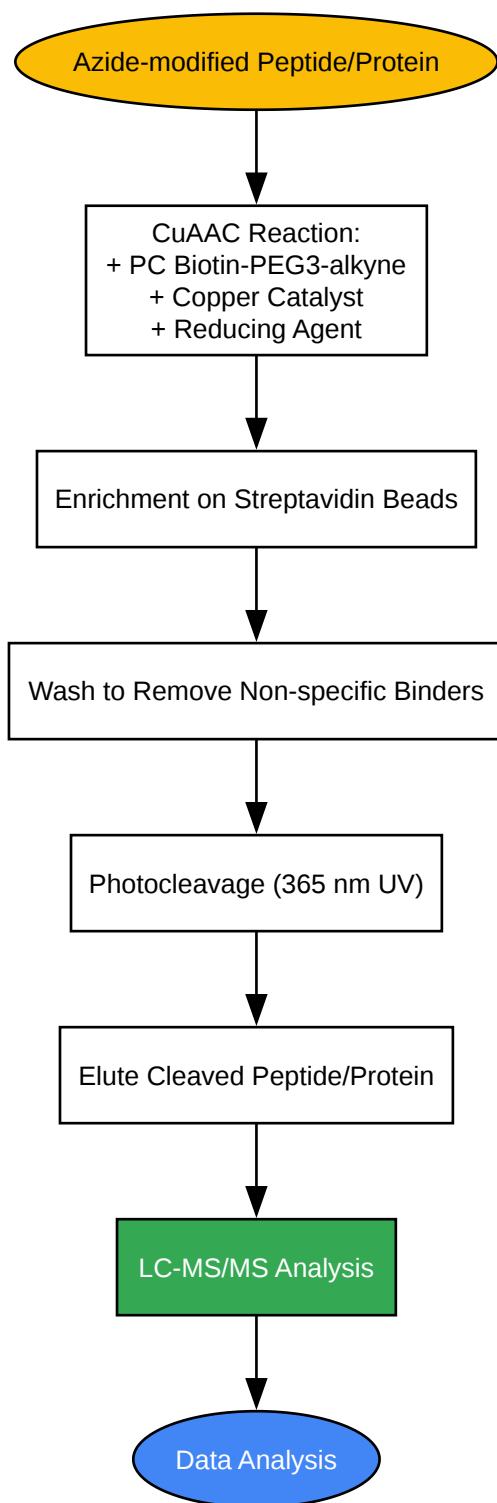 Azide-modified Peptide/Protein
CuAAC Reaction:
+ PC Biotin-PEG3-alkyne
+ Copper Catalyst
+ Reducing Agent
Enrichment on Streptavidin Beads
Wash to Remove Non-specific Binders
Photocleavage (365 nm UV)
Elute Cleaved Peptide/Protein
LC-MS/MS Analysis
Data Analysis